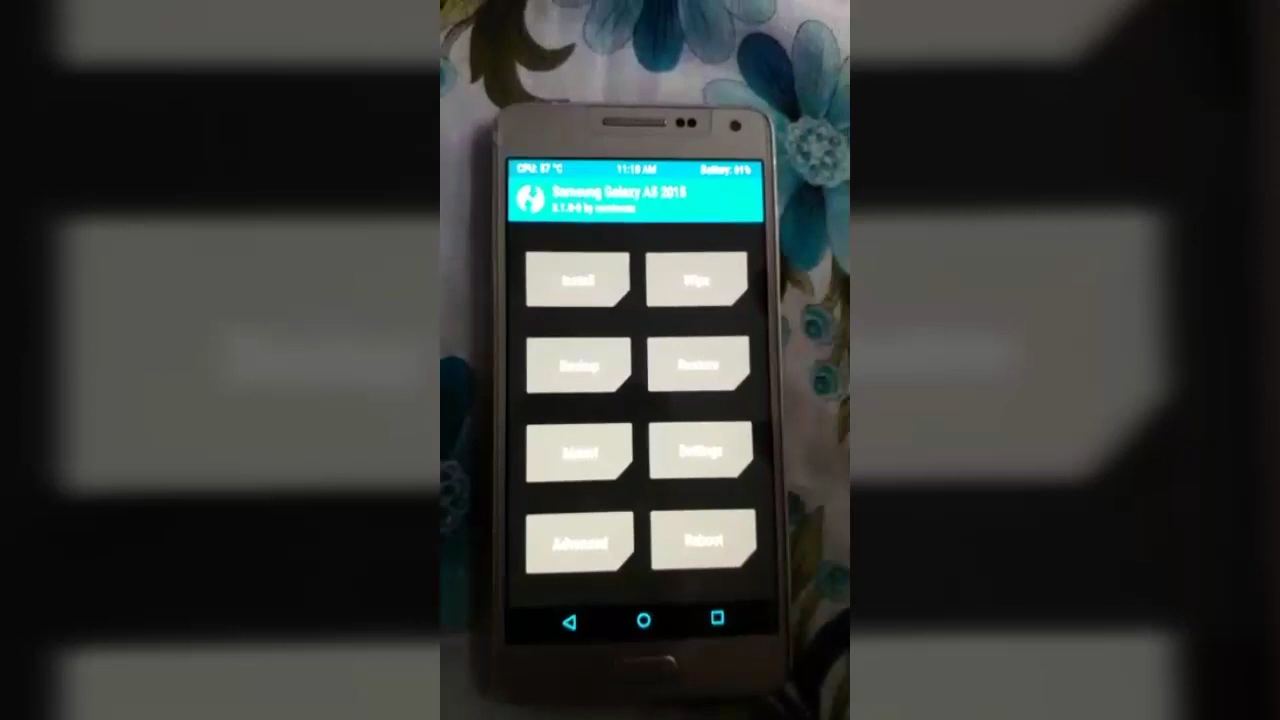 CPU: 37 °C 11:18 AM Battery: 91%
Samsung Galaxy A5 2015
Install Wipe
Backup Restore
Mount Settings
Advanced Reboot